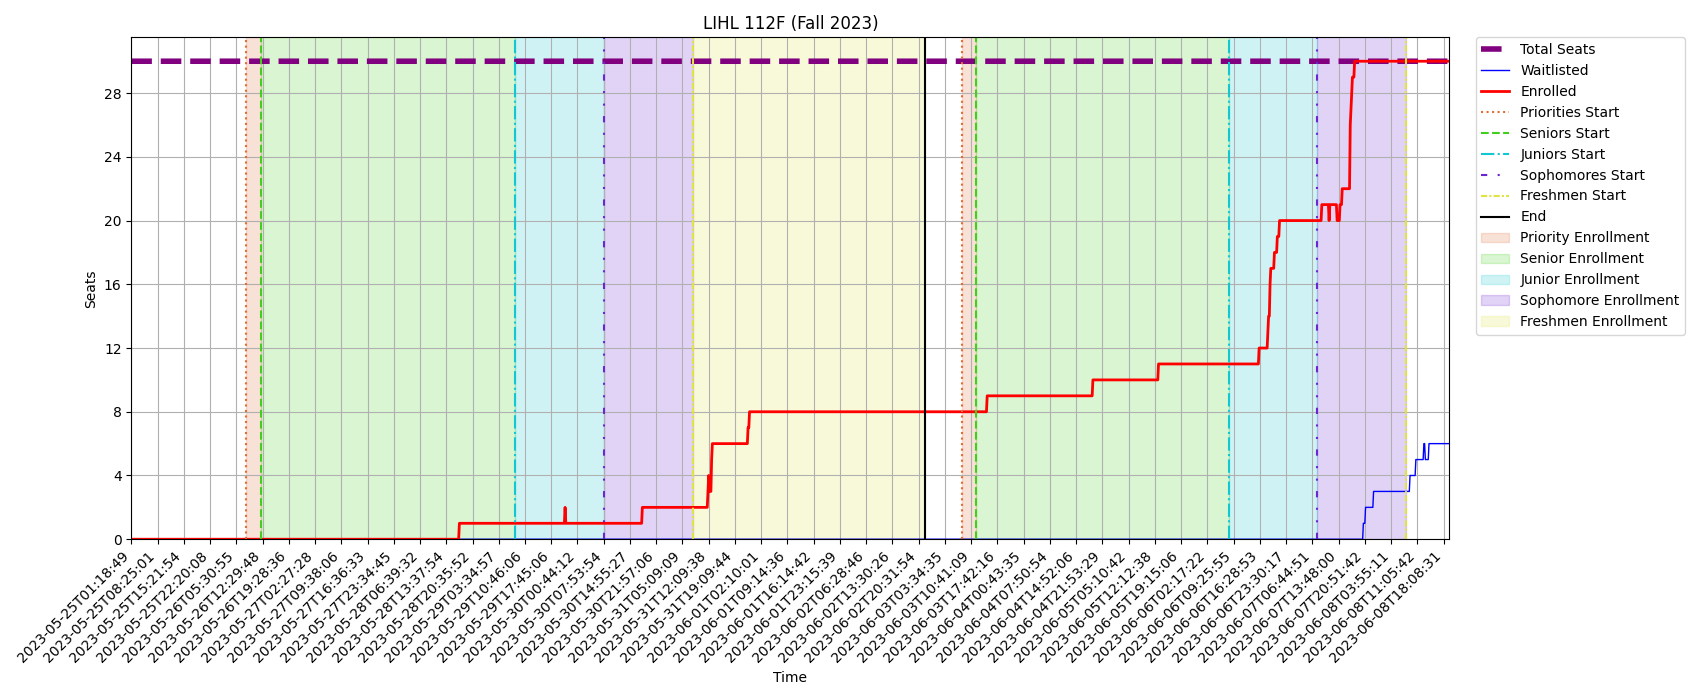 LIHL 112F (Fall 2023)
Seats
28
24
20
16
12
8
4
0
2023-05-25T01:18:49
2023-05-25T08:25:01
2023-05-25T15:21:54
2023-05-25T22:20:08
2023-05-26T05:30:55
2023-05-26T12:29:48
2023-05-26T19:28:36
2023-05-27T02:27:28
2023-05-27T09:38:06
2023-05-27T16:36:33
2023-05-27T23:34:45
2023-05-28T06:39:32
2023-05-28T13:37:54
2023-05-28T20:35:52
2023-05-29T03:34:57
2023-05-29T10:46:06
2023-05-29T17:45:06
2023-05-30T00:44:12
2023-05-30T07:53:54
2023-05-30T14:55:27
2023-05-30T21:57:06
2023-05-31T05:09:09
2023-05-31T12:09:38
2023-05-31T19:09:44
2023-06-01T02:10:01
2023-06-01T09:14:36
2023-06-01T16:14:42
2023-06-01T23:15:39
2023-06-02T06:28:46
2023-06-02T13:30:26
2023-06-02T20:31:54
2023-06-03T03:34:35
2023-06-03T10:41:09
2023-06-03T17:42:16
2023-06-04T00:43:35
2023-06-04T07:50:54
2023-06-04T14:52:06
2023-06-04T21:53:29
2023-06-05T05:10:42
2023-06-05T12:12:38
2023-06-05T19:15:06
2023-06-06T02:17:22
2023-06-06T09:25:55
2023-06-06T16:28:53
2023-06-06T23:30:17
2023-06-07T06:44:51
2023-06-07T13:48:00
2023-06-07T20:51:42
2023-06-08T03:55:11
2023-06-08T11:05:42
2023-06-08T18:08:31
Time
Total Seats
Waitlisted
Enrolled
Priorities Start
Seniors Start
Juniors Start
Sophomores Start
Freshmen Start
End
Priority Enrollment
Senior Enrollment
Junior Enrollment
Sophomore Enrollment
Freshmen Enrollment